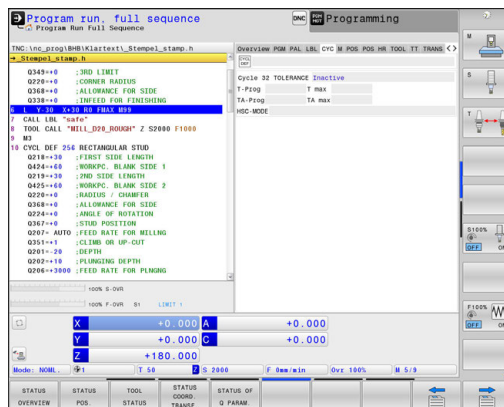 Program run, full sequence
Program Run Full Sequence
DNC
Programming
TNC:\nc_prog\BHB\Klartext\_Stempel_stamp.h
→_Stempel_stamp.h
Q349=+0 ;3RD LIMIT
Q220=+0 ;CORNER RADIUS
Q368=+0 ;ALLOWANCE FOR SIDE
Q338=+0 ;INFEED FOR FINISHING
6 L Y-30 X+30 R0 FMAX M99
7 CALL LBL "safe"
8 TOOL CALL "MILL_D20_ROUGH" Z S2000 F1000
9 M3
10 CYCL DEF 256 RECTANGULAR STUD
Q218=+30 ;FIRST SIDE LENGTH
Q424=+60 ;WORKPC. BLANK SIDE 1
Q219=+30 ;2ND SIDE LENGTH
Q425=+60 ;WORKPC. BLANK SIDE 2
Q220=+0 ;RADIUS / CHAMFER
Q368=+0 ;ALLOWANCE FOR SIDE
Q224=+0 ;ANGLE OF ROTATION
Q367=+0 ;STUD POSITION
Q207= AUTO ;FEED RATE FOR MILLNG
Q351=+1 ;CLIMB OR UP-CUT
Q201=-20 ;DEPTH
Q202=+10 ;PLUNGING DEPTH
Q206=+3000 ;FEED RATE FOR PLNGNG
100% S-OVR
100% F-OVR S1 LIMIT 1
Overview PGM PAL LBL CYC M POS POS HR TOOL TT TRANS
CYCL
DEF
Cycle 32 TOLERANCE Inactive
T-Prog T max
TA-Prog TA max
HSC-MODE
X +0.000 A +0.000
Y +0.000 C +0.000
Z +180.000
Mode: NOML. 1 T 50 Z S 2000 F 0mm/min Ovr 100% M 5/9
STATUS
OVERVIEW
STATUS
POS.
TOOL
STATUS
STATUS
COORD.
TRANSF.
STATUS OF
Q PARAM.
M
S
T
S100%
OFF
F100%
OFF